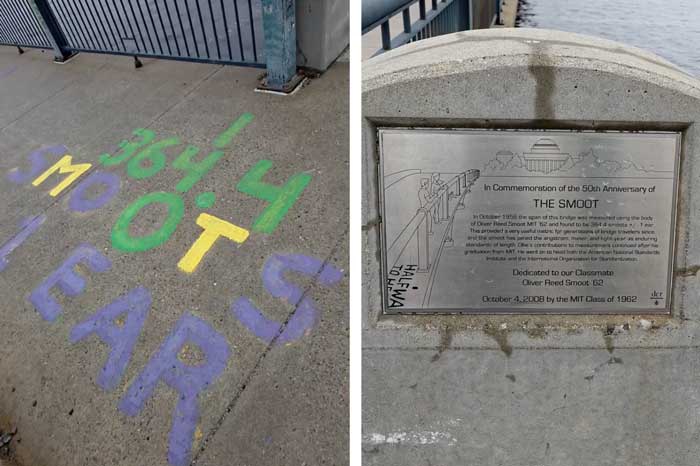 364.4
SMOOTS
1 EAR
In Commemoration of the 50th Anniversary of
THE SMOOT
In October 1958 the span of this bridge was measured using the body
of Oliver Reed Smoot MIT '62 and found to be 364.4 smoots +/- 1 ear.
This provided a very useful metric for generations of bridge travelers since
and the smoot has joined the angstrom, meter, and light-year as enduring
standards of length. Ollie's contributions to measurement continued after his
graduation from MIT. He went on to head both the American National Standards
Institute and the International Organization for Standardization.
Dedicated to our Classmate
Oliver Reed Smoot '62
October 4, 2008 by the MIT Class of 1962
dcr
HALFWA
TO HE